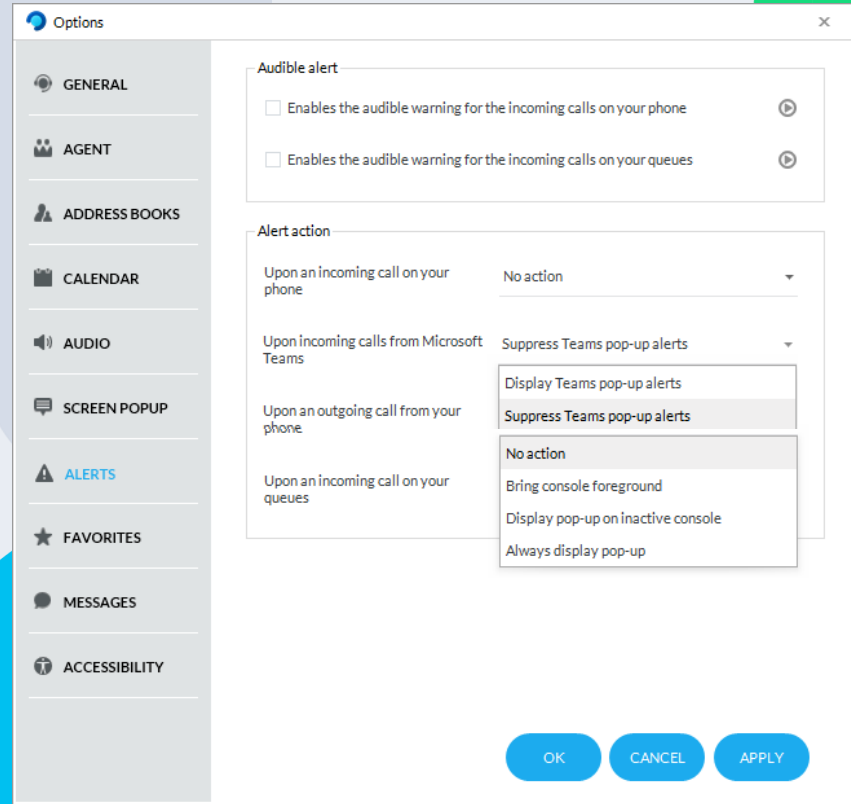 Options
GENERAL
AGENT
ADDRESS BOOKS
CALENDAR
AUDIO
SCREEN POPUP
ALERTS
FAVORITES
MESSAGES
ACCESSIBILITY
Audible alert
Enables the audible warning for the incoming calls on your phone
Enables the audible warning for the incoming calls on your queues
Alert action
Upon an incoming call on your
phone
No action
Upon incoming calls from Microsoft
Teams
Suppress Teams pop-up alerts
Display Teams pop-up alerts
Suppress Teams pop-up alerts
Upon an outgoing call from your
phone
No action
Bring console foreground
Display pop-up on inactive console
Always display pop-up
Upon an incoming call on your
queues
OK
CANCEL
APPLY